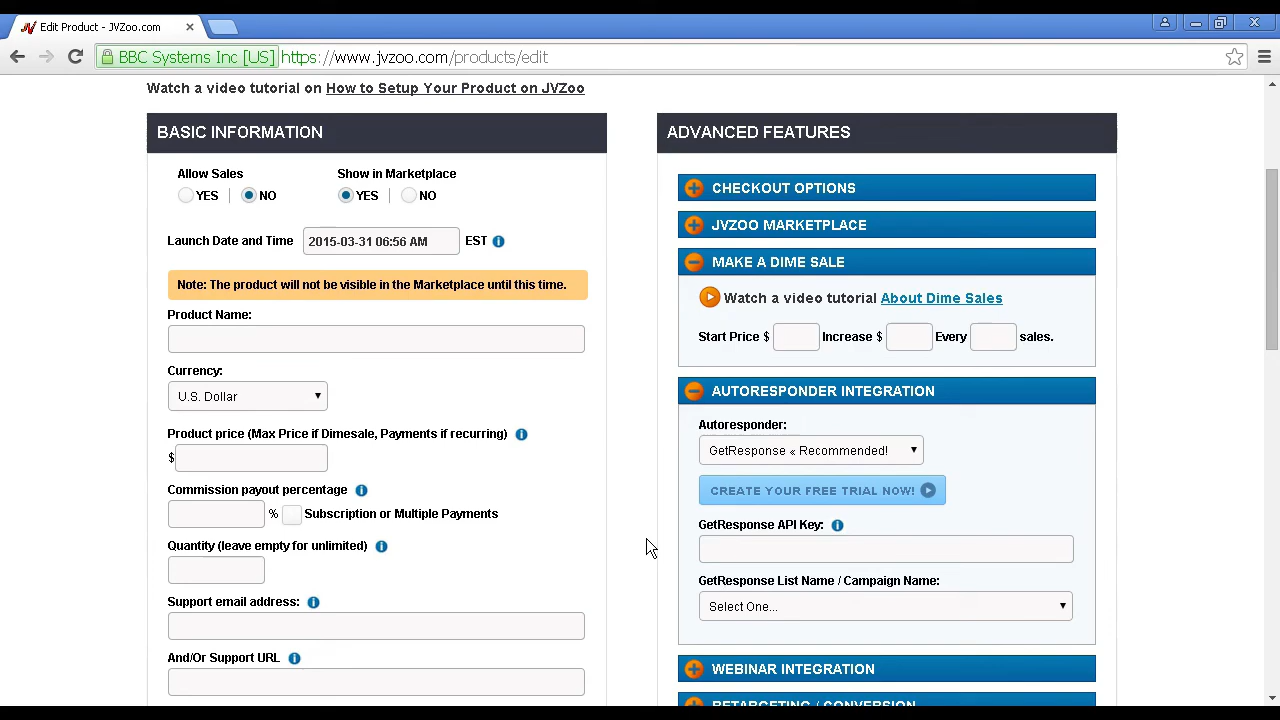 Edit Product - JVZoo.com
BBC Systems Inc [US] https://www.jvzoo.com/products/edit
Watch a video tutorial on How to Setup Your Product on JVZoo
BASIC INFORMATION
Allow Sales
Show in Marketplace
YES NO
YES NO
Launch Date and Time 2015-03-31 06:56 AM EST
Note: The product will not be visible in the Marketplace until this time.
Product Name:
Currency:
U.S. Dollar
Product price (Max Price if Dimesale, Payments if recurring)
$
Commission payout percentage
% Subscription or Multiple Payments
Quantity (leave empty for unlimited)
Support email address:
And/Or Support URL
ADVANCED FEATURES
CHECKOUT OPTIONS
JVZOO MARKETPLACE
MAKE A DIME SALE
Watch a video tutorial About Dime Sales
Start Price $ Increase $ Every sales.
AUTORESPONDER INTEGRATION
Autoresponder:
GetResponse « Recommended!
CREATE YOUR FREE TRIAL NOW!
GetResponse API Key:
GetResponse List Name / Campaign Name:
Select One...
WEBINAR INTEGRATION
RETARGETING / CONVERSION